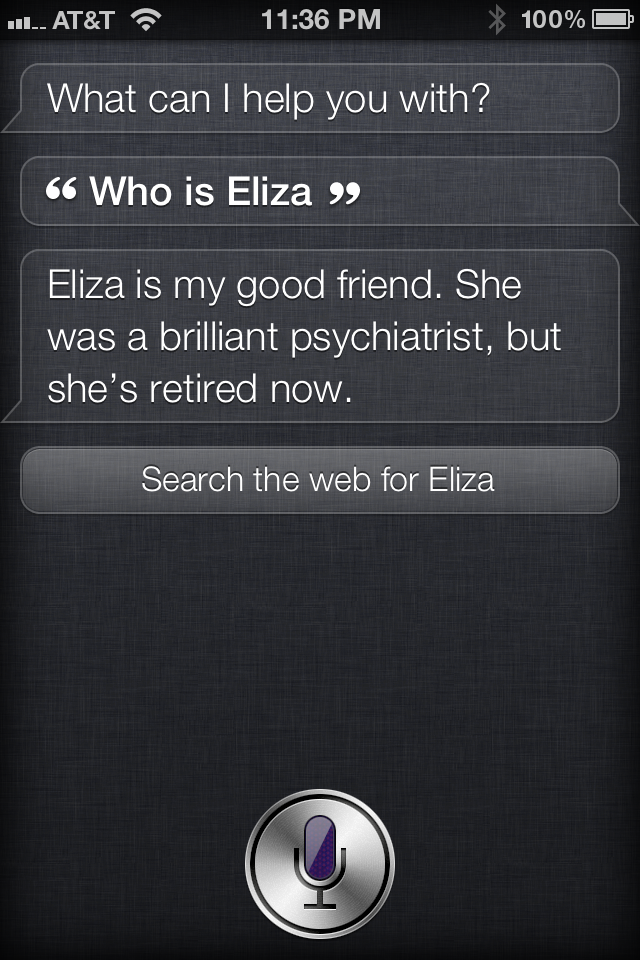 AT&T 11:36 PM 100%
What can I help you with?
“ Who is Eliza ”
Eliza is my good friend. She
was a brilliant psychiatrist, but
she’s retired now.
Search the web for Eliza